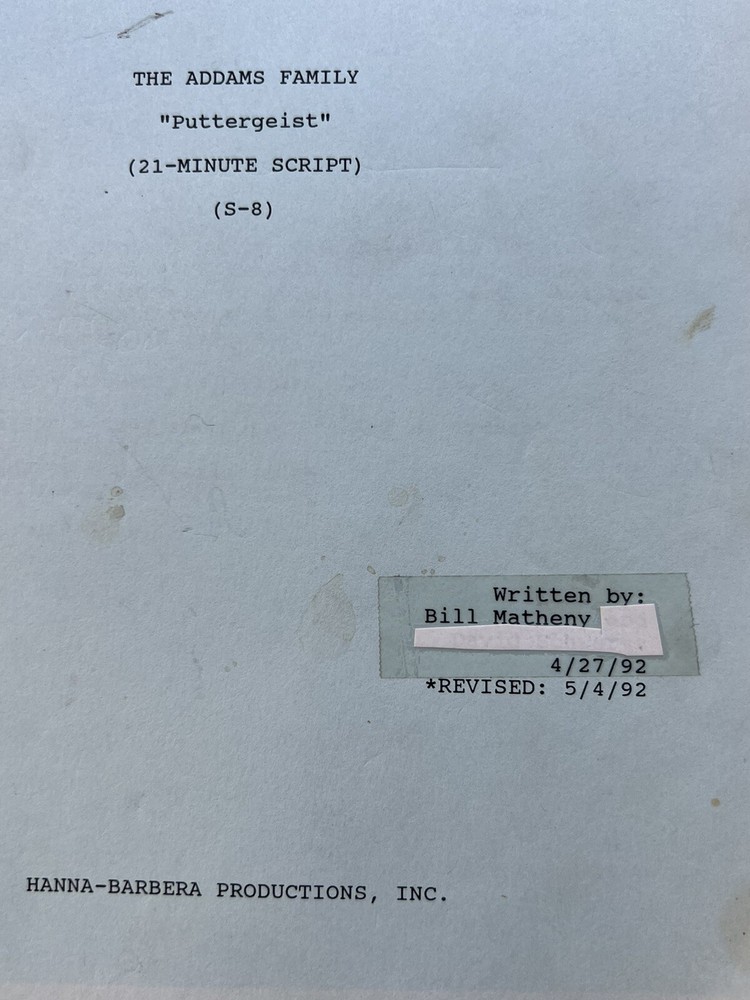 THE ADDAMS FAMILY
"Puttergeist"
(21-MINUTE SCRIPT)
(S-8)
Written by:
Bill Matheny
4/27/92
*REVISED: 5/4/92
HANNA-BARBERA PRODUCTIONS, INC.